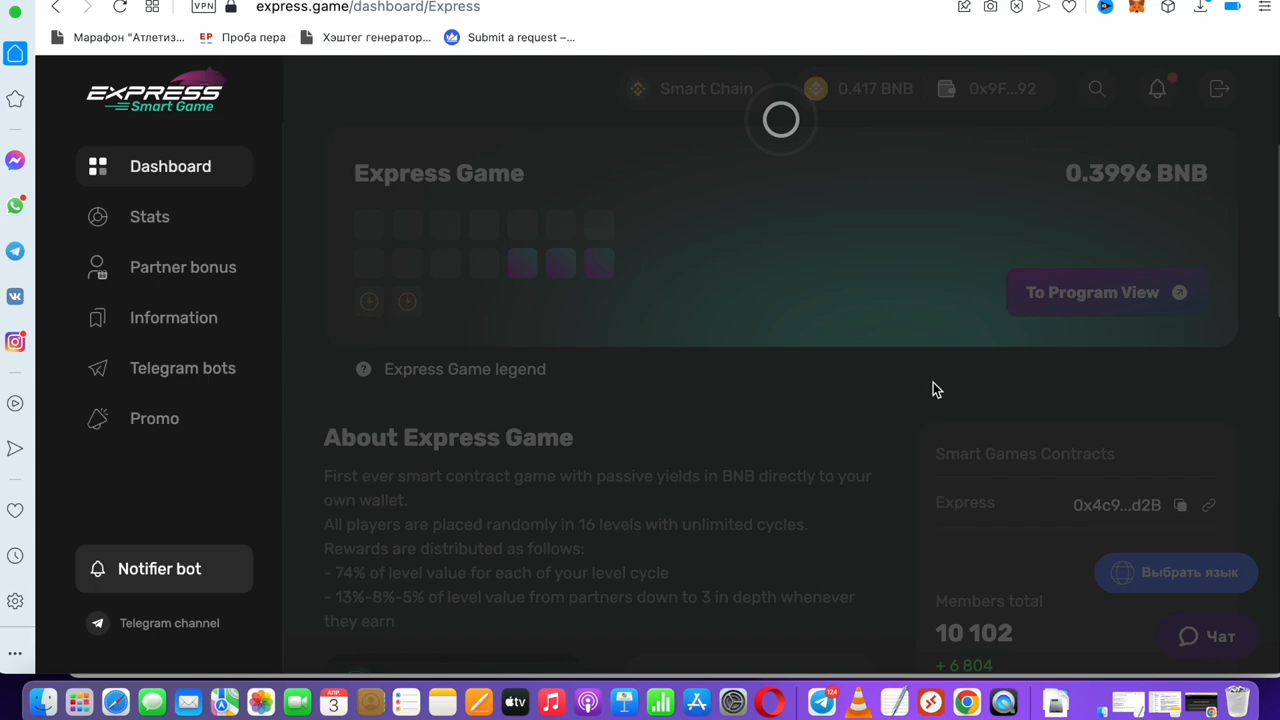 VPN
express.game/dashboard/Express
Марафон "Атлетиз...
EP Проба пера
Хэштег генератор...
Submit a request –...
EXPRESS
Smart Game
Smart Chain
0.417 BNB
0x9F...92
Dashboard
Stats
Partner bonus
Information
Telegram bots
Promo
Notifier bot
Telegram channel
Express Game
0.3996 BNB
To Program View
Express Game legend
About Express Game
First ever smart contract game with passive yields in BNB directly to your
own wallet.
All players are placed randomly in 16 levels with unlimited cycles.
Rewards are distributed as follows:
- 74% of level value for each of your level cycle
- 13%-8%-5% of level value from partners down to 3 in depth whenever
they earn
Smart Games Contracts
Express
0x4c9...d2B
Выбрать язык
Members total
10 102
+ 6 804
Чат
АПР.
3
tv
124